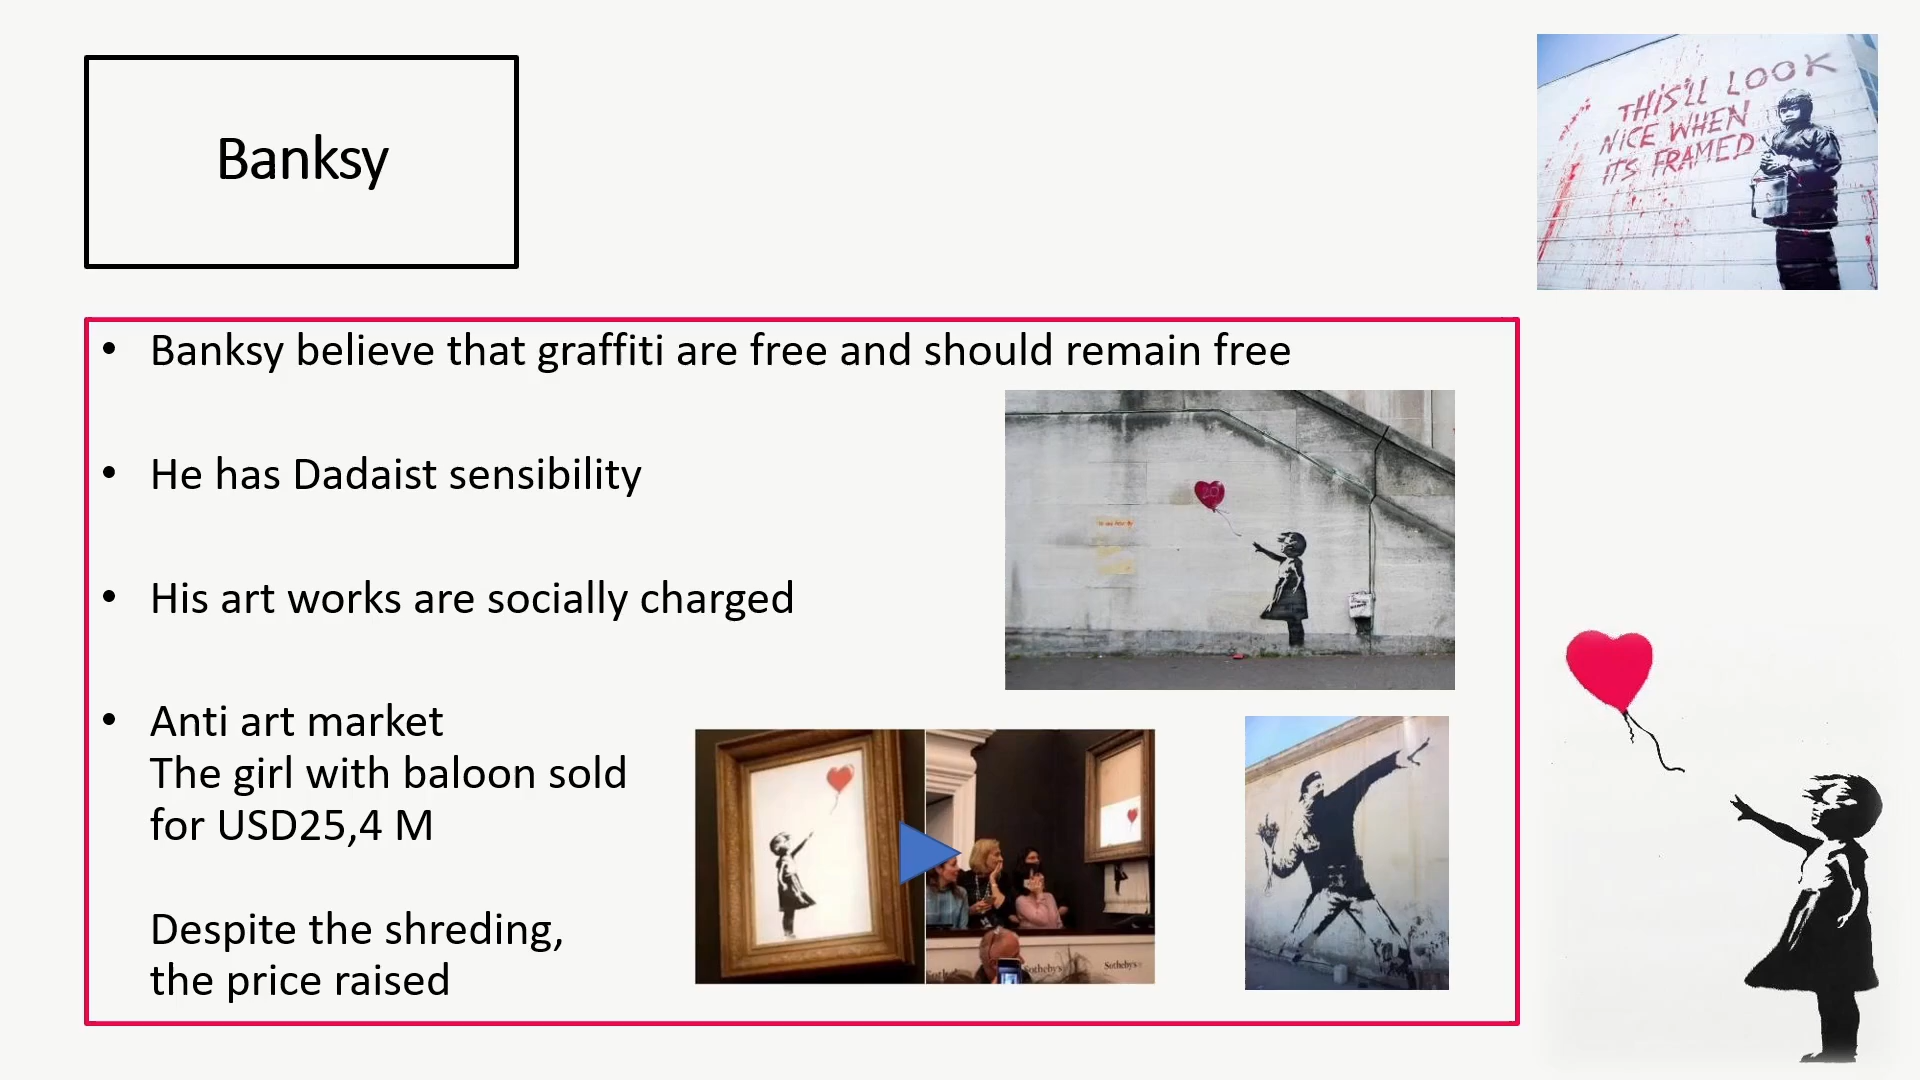 Banksy
THIS'LL LOOK
NICE WHEN
ITS FRAMED
• Banksy believe that graffiti are free and should remain free
• He has Dadaist sensibility
• His art works are socially charged
• Anti art market
The girl with baloon sold
for USD25,4 M
Despite the shreding,
the price raised
Sotheby's
Sotheby's